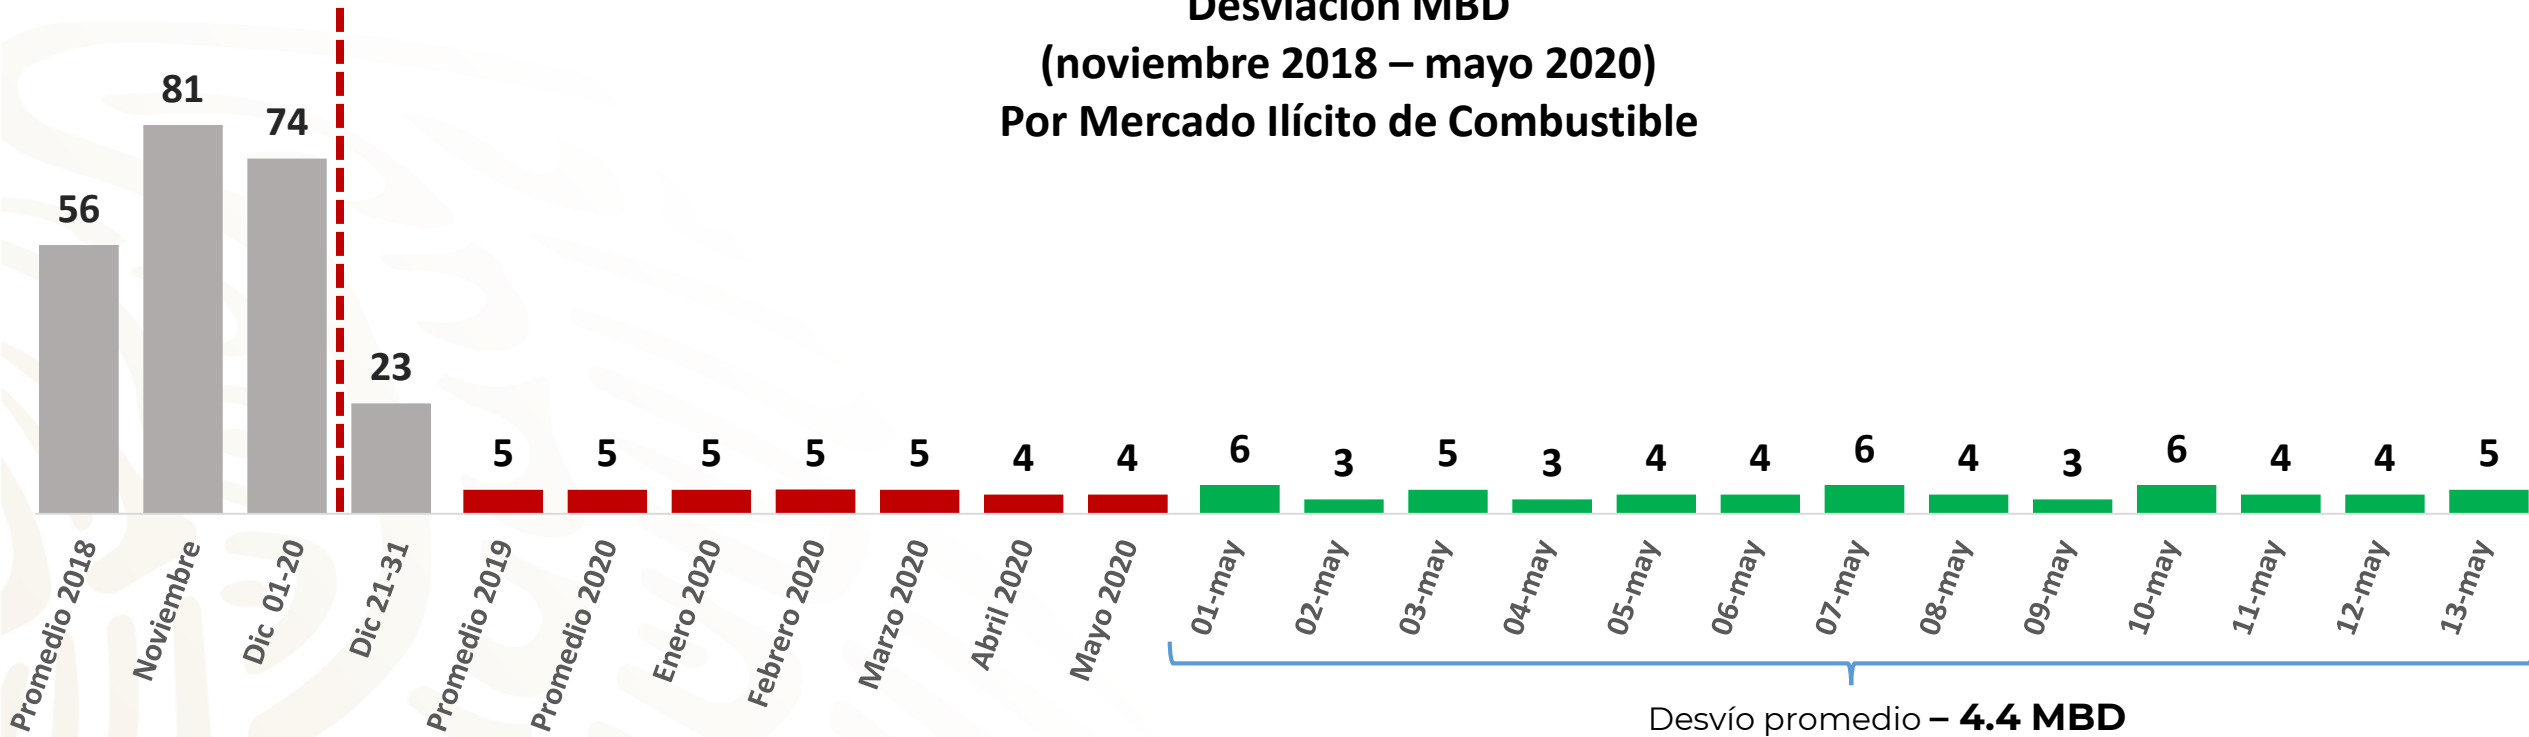 Desviación MBD
(noviembre 2018 – mayo 2020)
Por Mercado Ilícito de Combustible
56
81
74
23
5
5
5
5
5
4
4
6
3
5
3
4
4
6
4
3
6
4
4
5
Promedio 2018
Noviembre
Dic 01-20
Dic 21-31
Promedio 2019
Promedio 2020
Enero 2020
Febrero 2020
Marzo 2020
Abril 2020
Mayo 2020
01-may
02-may
03-may
04-may
05-may
06-may
07-may
08-may
09-may
10-may
11-may
12-may
13-may
Desvío promedio – 4.4 MBD